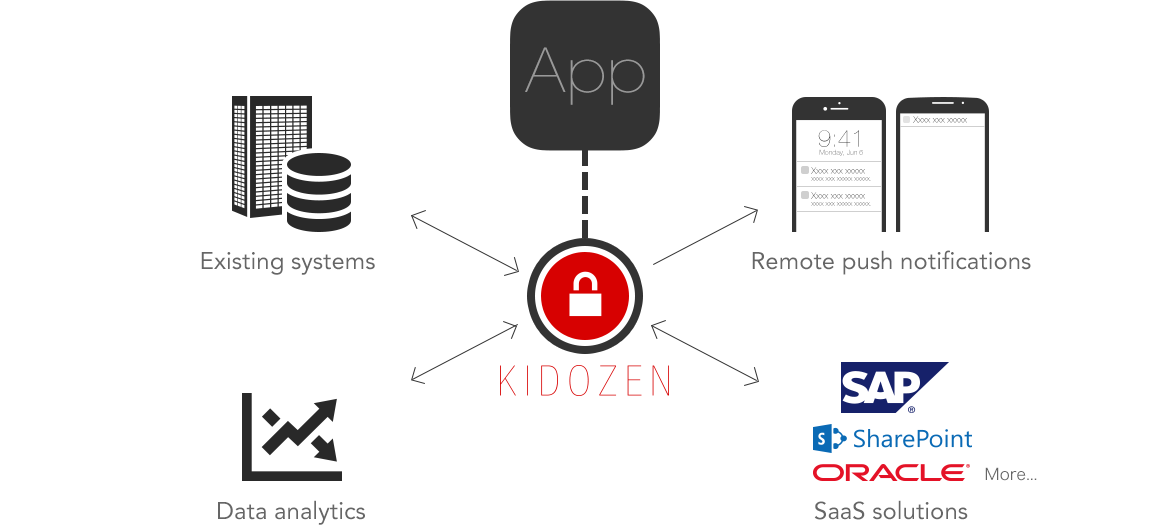 App
9:41
Monday, Jun 6
Xxxx xxx xxxxx
xxxx xxx xxxxx xxxxx.
Xxxx xxx xxxxx
xxxx xxx xxxxx xxxxx.
Xxxx xxx xxxxx
Existing systems
Remote push notifications
KIDOZEN
SAP®
S SharePoint
ORACLE® More...
Data analytics
SaaS solutions